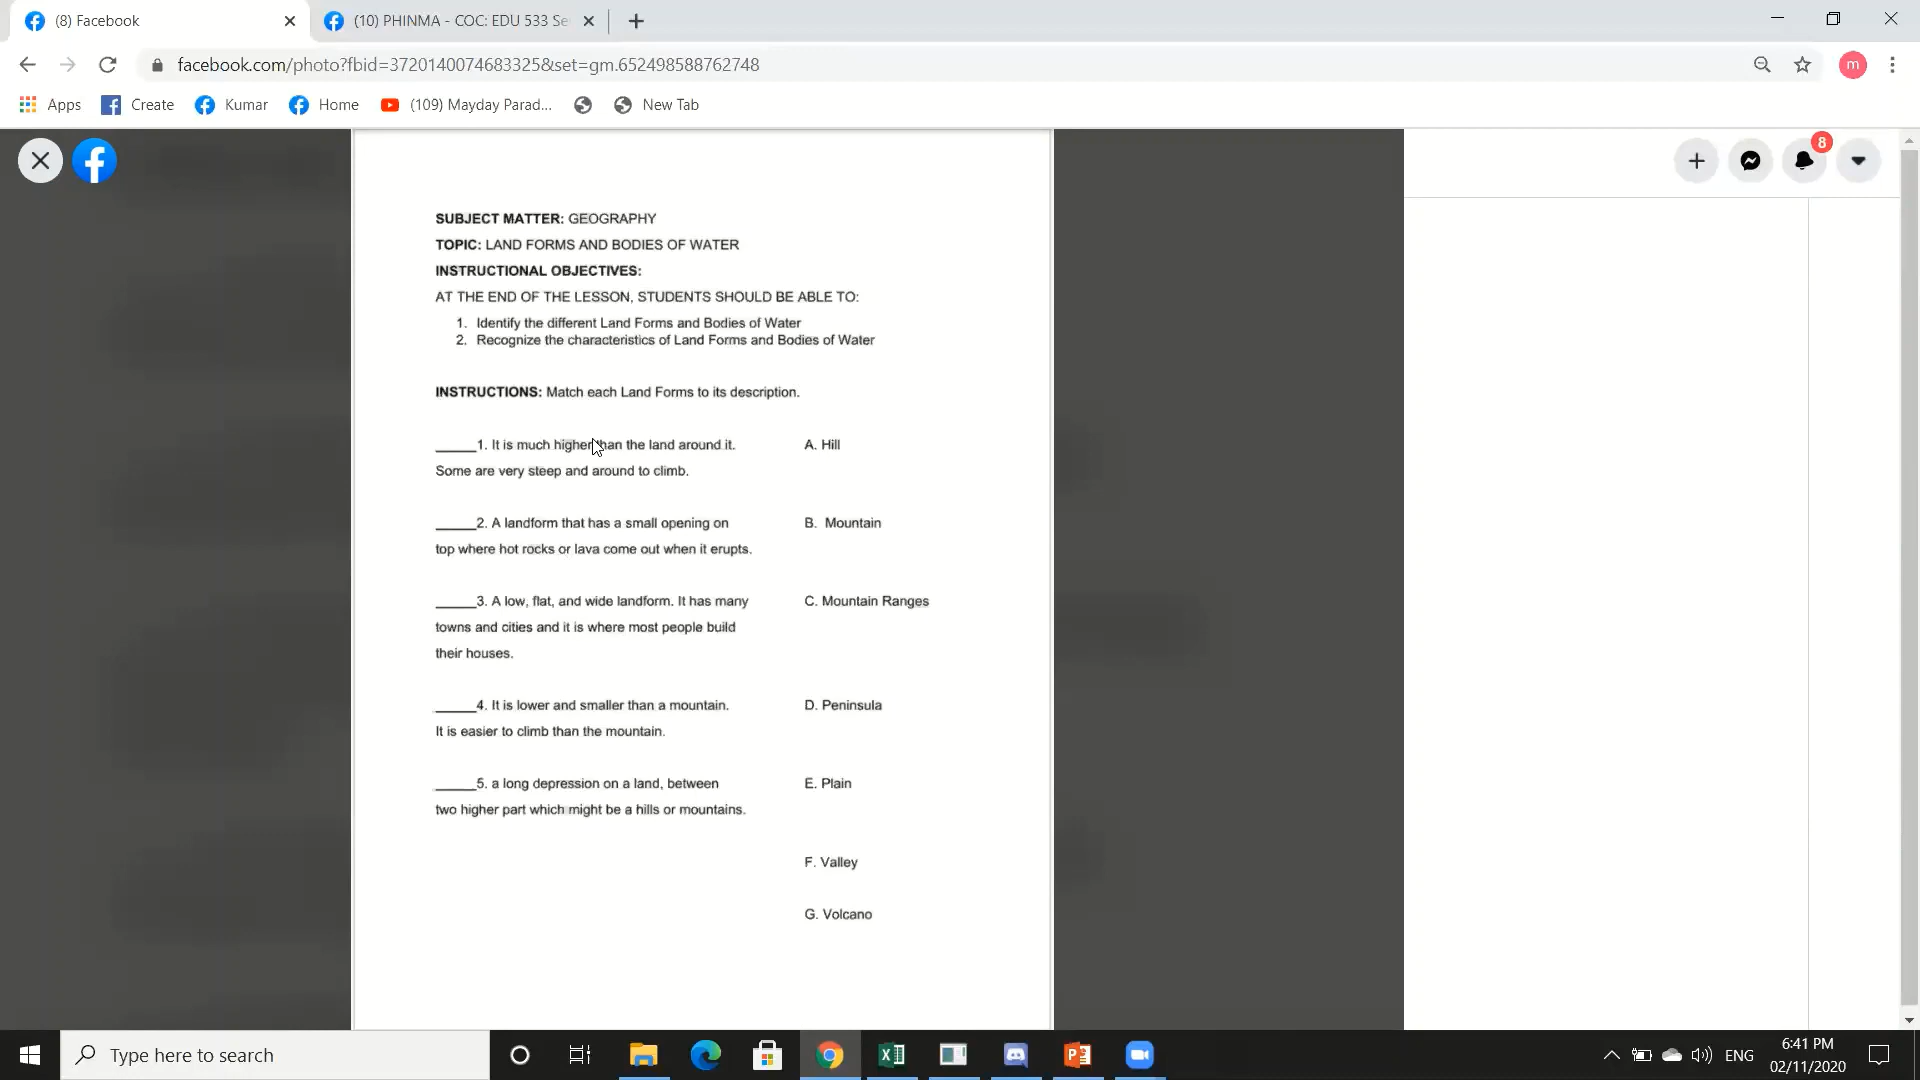 (8) Facebook
(10) PHINMA - COC: EDU 533 Se
facebook.com/photo?fbid=3720140074683325&set=gm.652498588762748
m
Apps Create Kumar Home (109) Mayday Parad... New Tab
8
SUBJECT MATTER: GEOGRAPHY
TOPIC: LAND FORMS AND BODIES OF WATER
INSTRUCTIONAL OBJECTIVES:
AT THE END OF THE LESSON, STUDENTS SHOULD BE ABLE TO:
1. Identify the different Land Forms and Bodies of Water
2. Recognize the characteristics of Land Forms and Bodies of Water
INSTRUCTIONS: Match each Land Forms to its description.
_____1. It is much higher than the land around it. A. Hill
Some are very steep and around to climb.
_____2. A landform that has a small opening on B. Mountain
top where hot rocks or lava come out when it erupts.
_____3. A low, flat, and wide landform. It has many C. Mountain Ranges
towns and cities and it is where most people build
their houses.
_____4. It is lower and smaller than a mountain. D. Peninsula
It is easier to climb than the mountain.
_____5. a long depression on a land, between E. Plain
two higher part which might be a hills or mountains.
F. Valley
G. Volcano
Type here to search
ENG
6:41 PM
02/11/2020